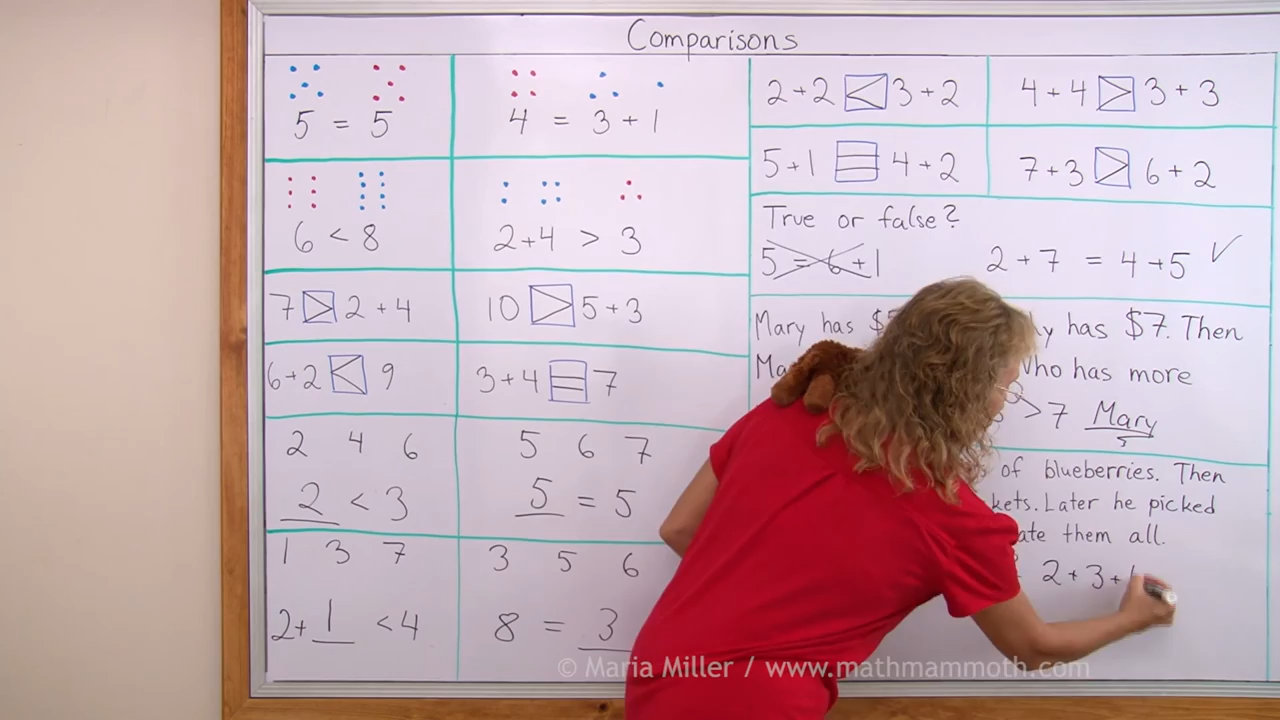 Comparisons
5 = 5
4 = 3 + 1
6 < 8
2+4 > 3
7 > 2 + 4
10 > 5+3
6+2 < 9
3+4 = 7
2 4 6
2 < 3
5 6 7
5 = 5
1 3 7
2+ 1 < 4
3 5 6
8 = 3
2+2 < 3+2
4+4 > 3+3
5+1 = 4+2
7+3 > 6+2
True or false?
5 = 6+1
2+7 = 4+5 ✓
Mary has $ has $7. Then
who has more
> 7 Mary
of blueberries. Then
Later he picked
ate them all.
2 + 3 +
© Maria Miller / www.mathmammoth.com